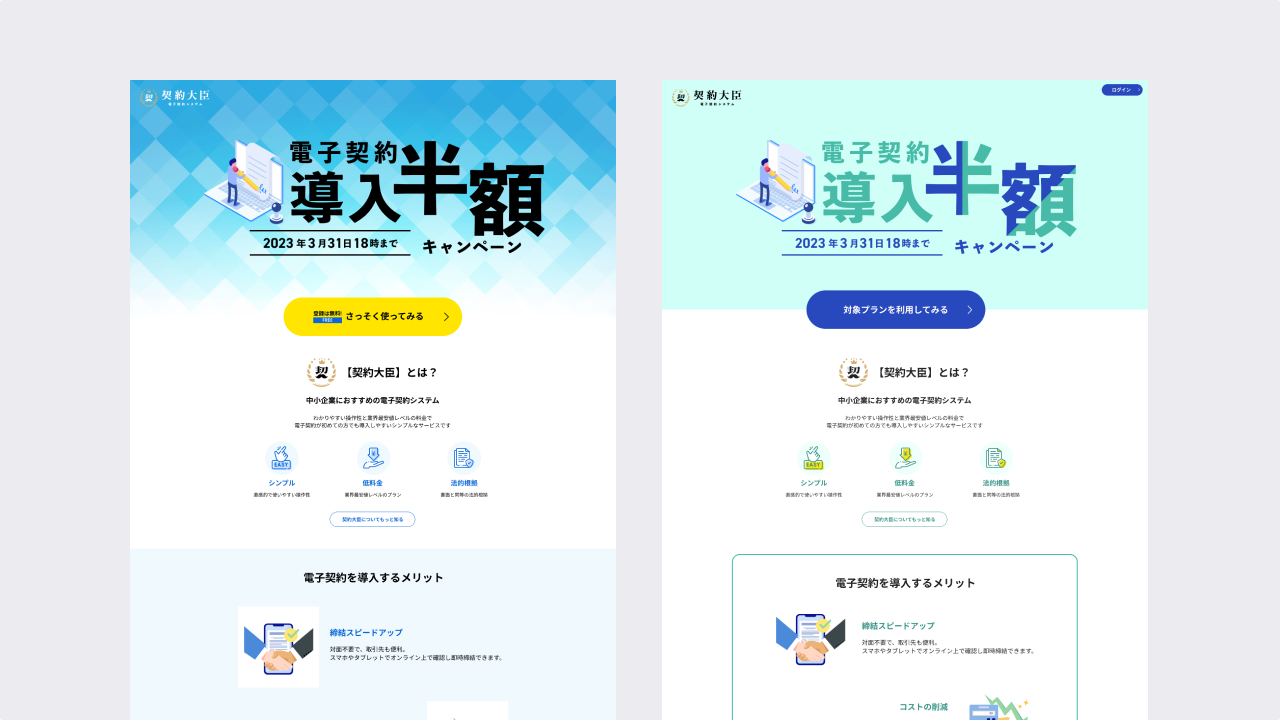 契約大臣
電子契約システム
電子契約
導入半額
2023年3月31日18時まで
キャンペーン
登録は無料!
FREE
さっそく使ってみる
契
【契約大臣】とは？
中小企業におすすめの電子契約システム
わかりやすい操作性と業界最安値レベルの料金で
電子契約が初めての方でも導入しやすいシンプルなサービスです
EASY
シンプル
低料金
法的根拠
直感的で使いやすい操作性
業界最安値レベルのプラン
書面と同等の法的根拠
契約大臣についてもっと知る
電子契約を導入するメリット
締結スピードアップ
対面不要で、取引先も便利。
スマホやタブレットでオンライン上で確認し即時締結できます。
契約大臣
電子契約システム
ログイン
電子契約
導入半額
2023年3月31日18時まで
キャンペーン
対象プランを利用してみる
契
【契約大臣】とは？
中小企業におすすめの電子契約システム
わかりやすい操作性と業界最安値レベルの料金で
電子契約が初めての方でも導入しやすいシンプルなサービスです
EASY
シンプル
低料金
法的根拠
直感的で使いやすい操作性
業界最安値レベルのプラン
書面と同等の法的根拠
契約大臣についてもっと知る
電子契約を導入するメリット
締結スピードアップ
対面不要で、取引先も便利。
スマホやタブレットでオンライン上で確認し即時締結できます。
コストの削減